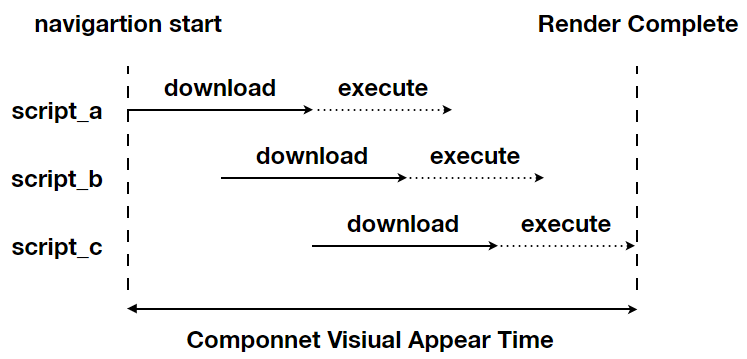 navigartion start
Render Complete
download execute
script_a
download execute
script_b
download execute
script_c
Componnet Visiual Appear Time